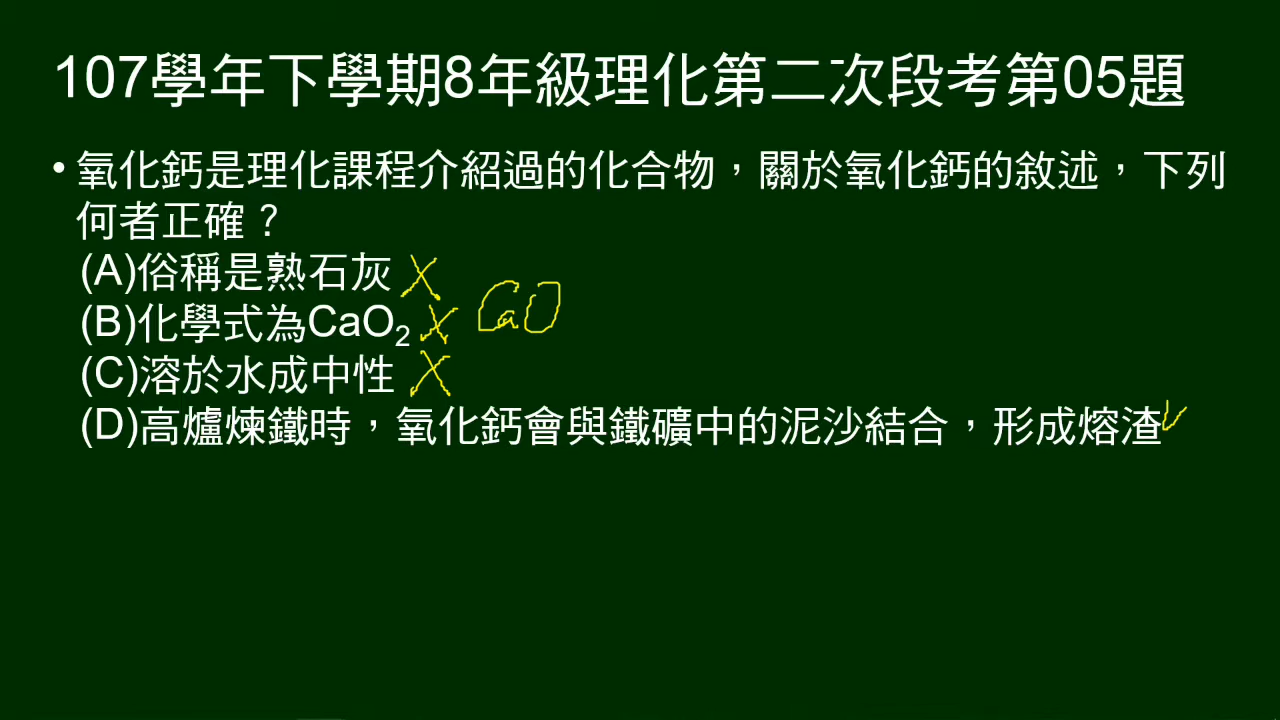 107學年下學期8年級理化第二次段考第05題
• 氧化鈣是理化課程介紹過的化合物，關於氧化鈣的敘述，下列
何者正確？
(A)俗稱是熟石灰 X
(B)化學式為CaO₂ X CaO
(C)溶於水成中性 X
(D)高爐煉鐵時，氧化鈣會與鐵礦中的泥沙結合，形成熔渣 ✓